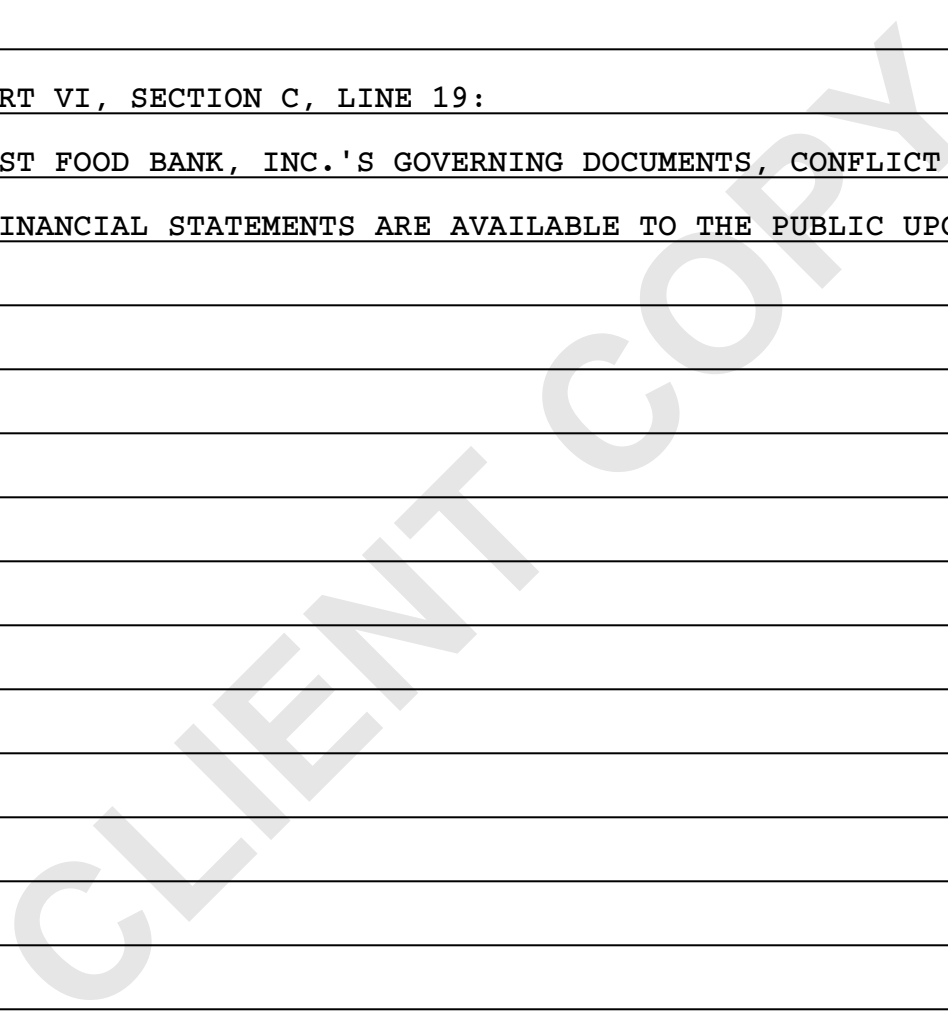 RT VI, SECTION C, LINE 19:
ST FOOD BANK, INC.'S GOVERNING DOCUMENTS, CONFLICT
INANCIAL STATEMENTS ARE AVAILABLE TO THE PUBLIC UPO
CLIENT COPY